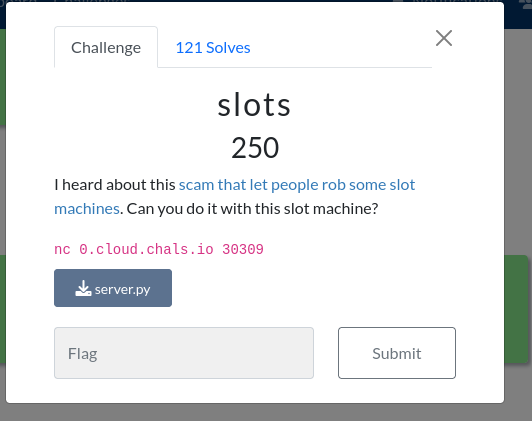 Challenge
121 Solves
slots
250
I heard about this scam that let people rob some slot
machines. Can you do it with this slot machine?
nc 0.cloud.chals.io 30309
server.py
Flag
Submit